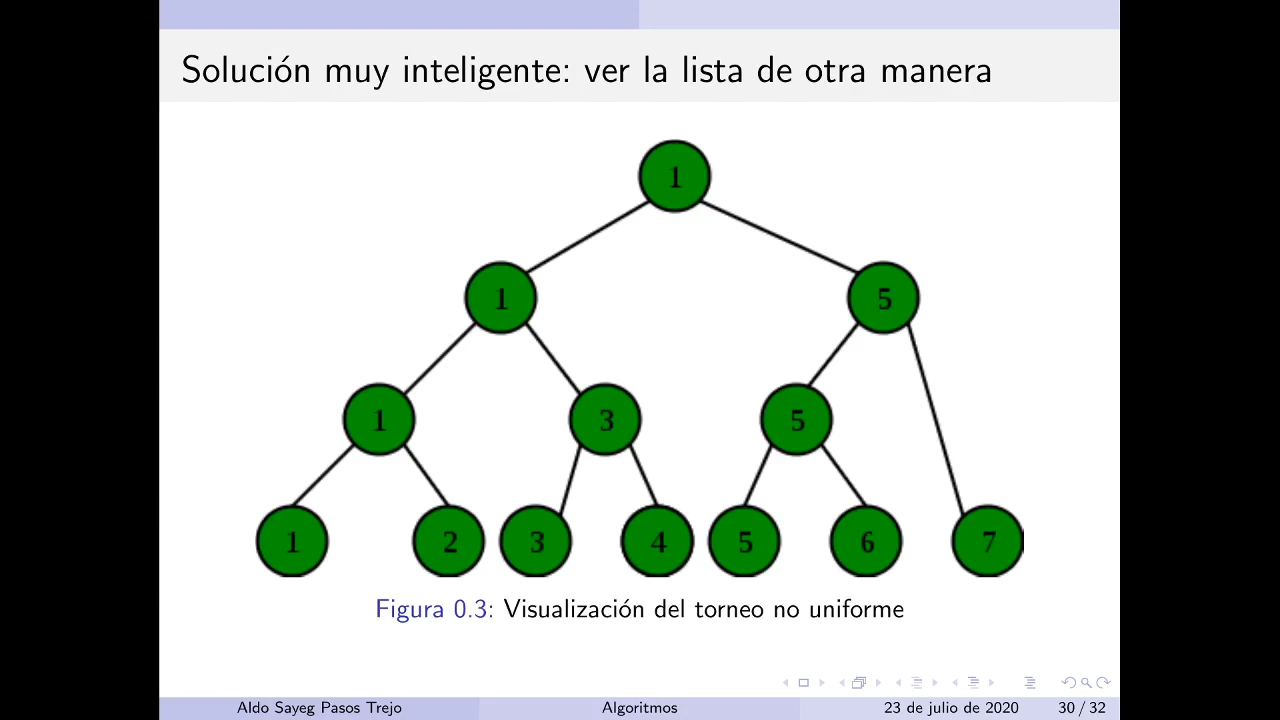 Solución muy inteligente: ver la lista de otra manera
1
1 5
1 3 5
1 2 3 4 5 6 7
Figura 0.3: Visualización del torneo no uniforme
Aldo Sayeg Pasos Trejo Algoritmos 23 de julio de 2020 30 / 32